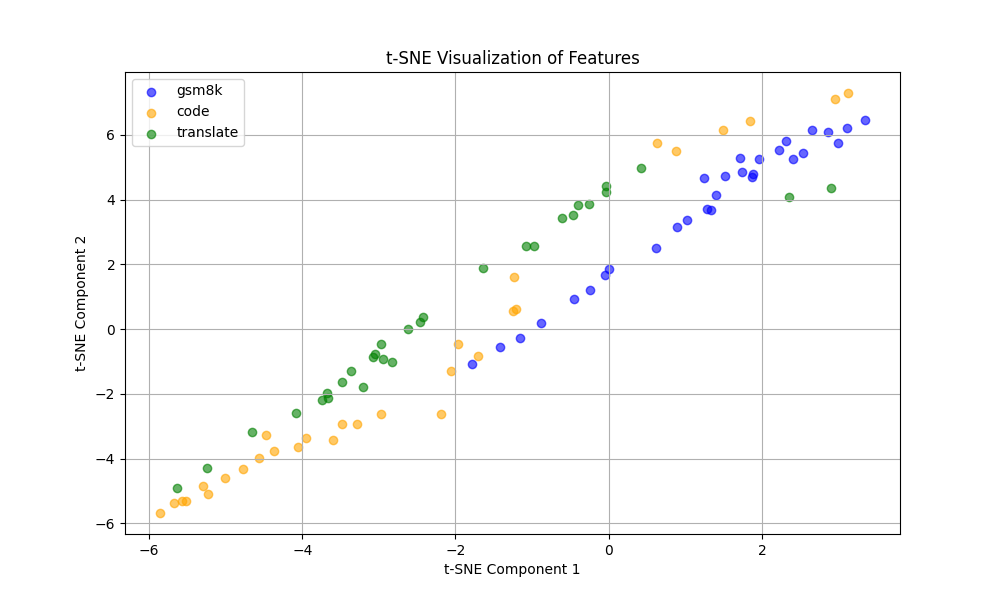 t-SNE Visualization of Features
gsm8k
code
translate
6
4
2
0
−2
−4
−6
t-SNE Component 2
−6 −4 −2 0 2
t-SNE Component 1